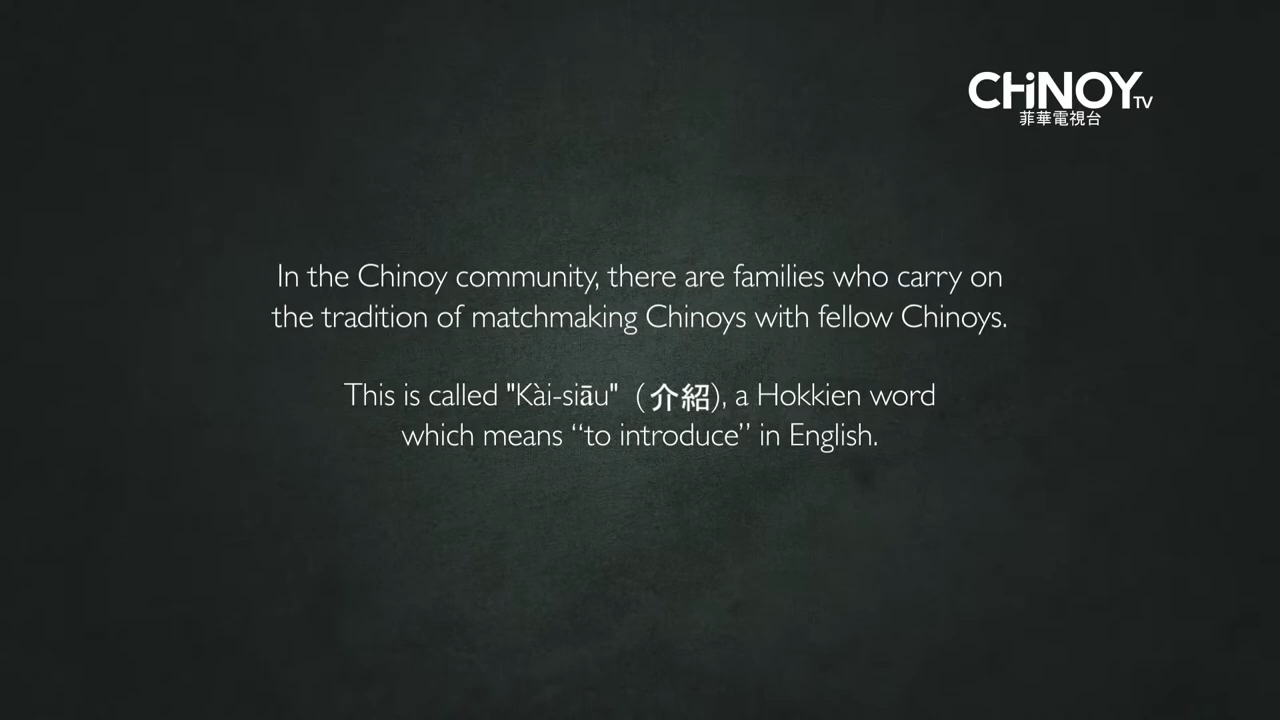 CHiNOY TV
菲華電視台
In the Chinoy community, there are families who carry on
the tradition of matchmaking Chinoys with fellow Chinoys.
This is called "Kài-siāu" (介紹), a Hokkien word
which means “to introduce” in English.